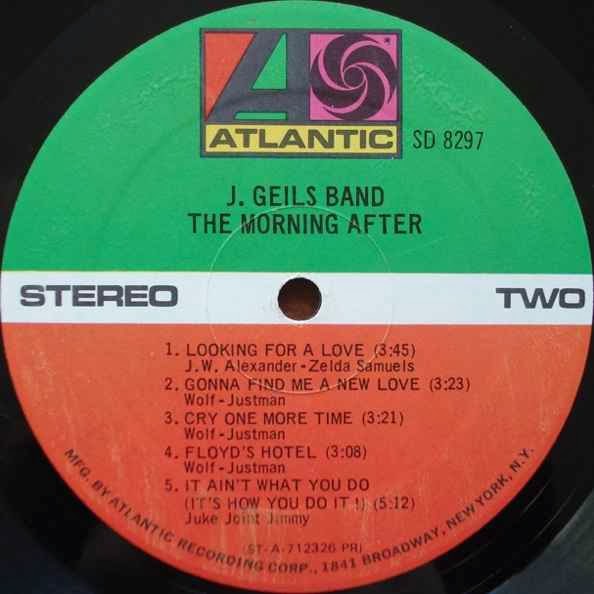 ATLANTIC
SD 8297
J. GEILS BAND
THE MORNING AFTER
STEREO
TWO
1. LOOKING FOR A LOVE (3:45)
J.W. Alexander-Zelda Samuels
2. GONNA FIND ME A NEW LOVE (3:23)
Wolf-Justman
3. CRY ONE MORE TIME (3:21)
Wolf-Justman
4. FLOYD'S HOTEL (3:08)
Wolf-Justman
5. IT AIN'T WHAT YOU DO
(IT'S HOW YOU DO IT!) (5:12)
Juke Joint Jimmy
(ST-A-712326 PR)
MFG. BY ATLANTIC RECORDING CORP., 1841 BROADWAY, NEW YORK, N.Y.